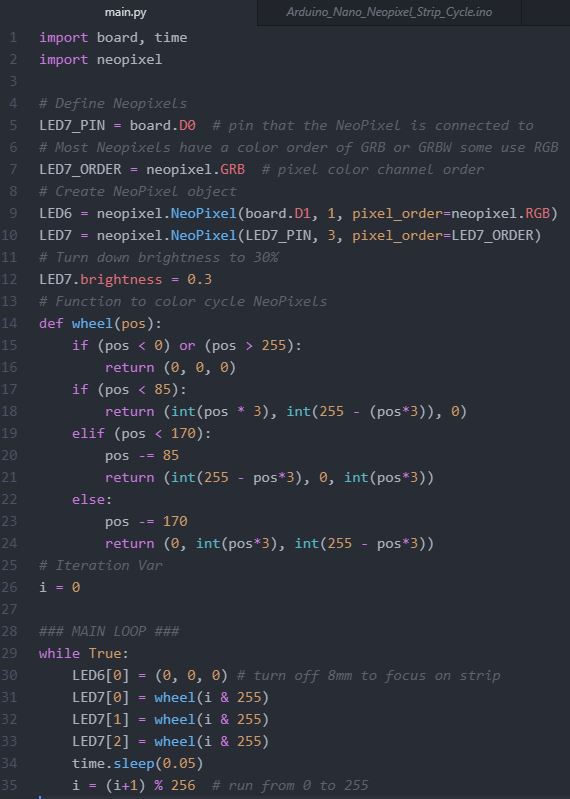 main.py Arduino_Nano_Neopixel_Strip_Cycle.ino
1 import board, time
2 import neopixel
3
4 # Define Neopixels
5 LED7_PIN = board.D0  # pin that the NeoPixel is connected to
6 # Most Neopixels have a color order of GRB or GRBW some use RGB
7 LED7_ORDER = neopixel.GRB  # pixel color channel order
8 # Create NeoPixel object
9 LED6 = neopixel.NeoPixel(board.D1, 1, pixel_order=neopixel.RGB)
10 LED7 = neopixel.NeoPixel(LED7_PIN, 3, pixel_order=LED7_ORDER)
11 # Turn down brightness to 30%
12 LED7.brightness = 0.3
13 # Function to color cycle NeoPixels
14 def wheel(pos):
15     if (pos < 0) or (pos > 255):
16         return (0, 0, 0)
17     if (pos < 85):
18         return (int(pos * 3), int(255 - (pos*3)), 0)
19     elif (pos < 170):
20         pos -= 85
21         return (int(255 - pos*3), 0, int(pos*3))
22     else:
23         pos -= 170
24         return (0, int(pos*3), int(255 - pos*3))
25 # Iteration Var
26 i = 0
27
28 ### MAIN LOOP ###
29 while True:
30     LED6[0] = (0, 0, 0) # turn off 8mm to focus on strip
31     LED7[0] = wheel(i & 255)
32     LED7[1] = wheel(i & 255)
33     LED7[2] = wheel(i & 255)
34     time.sleep(0.05)
35     i = (i+1) % 256  # run from 0 to 255